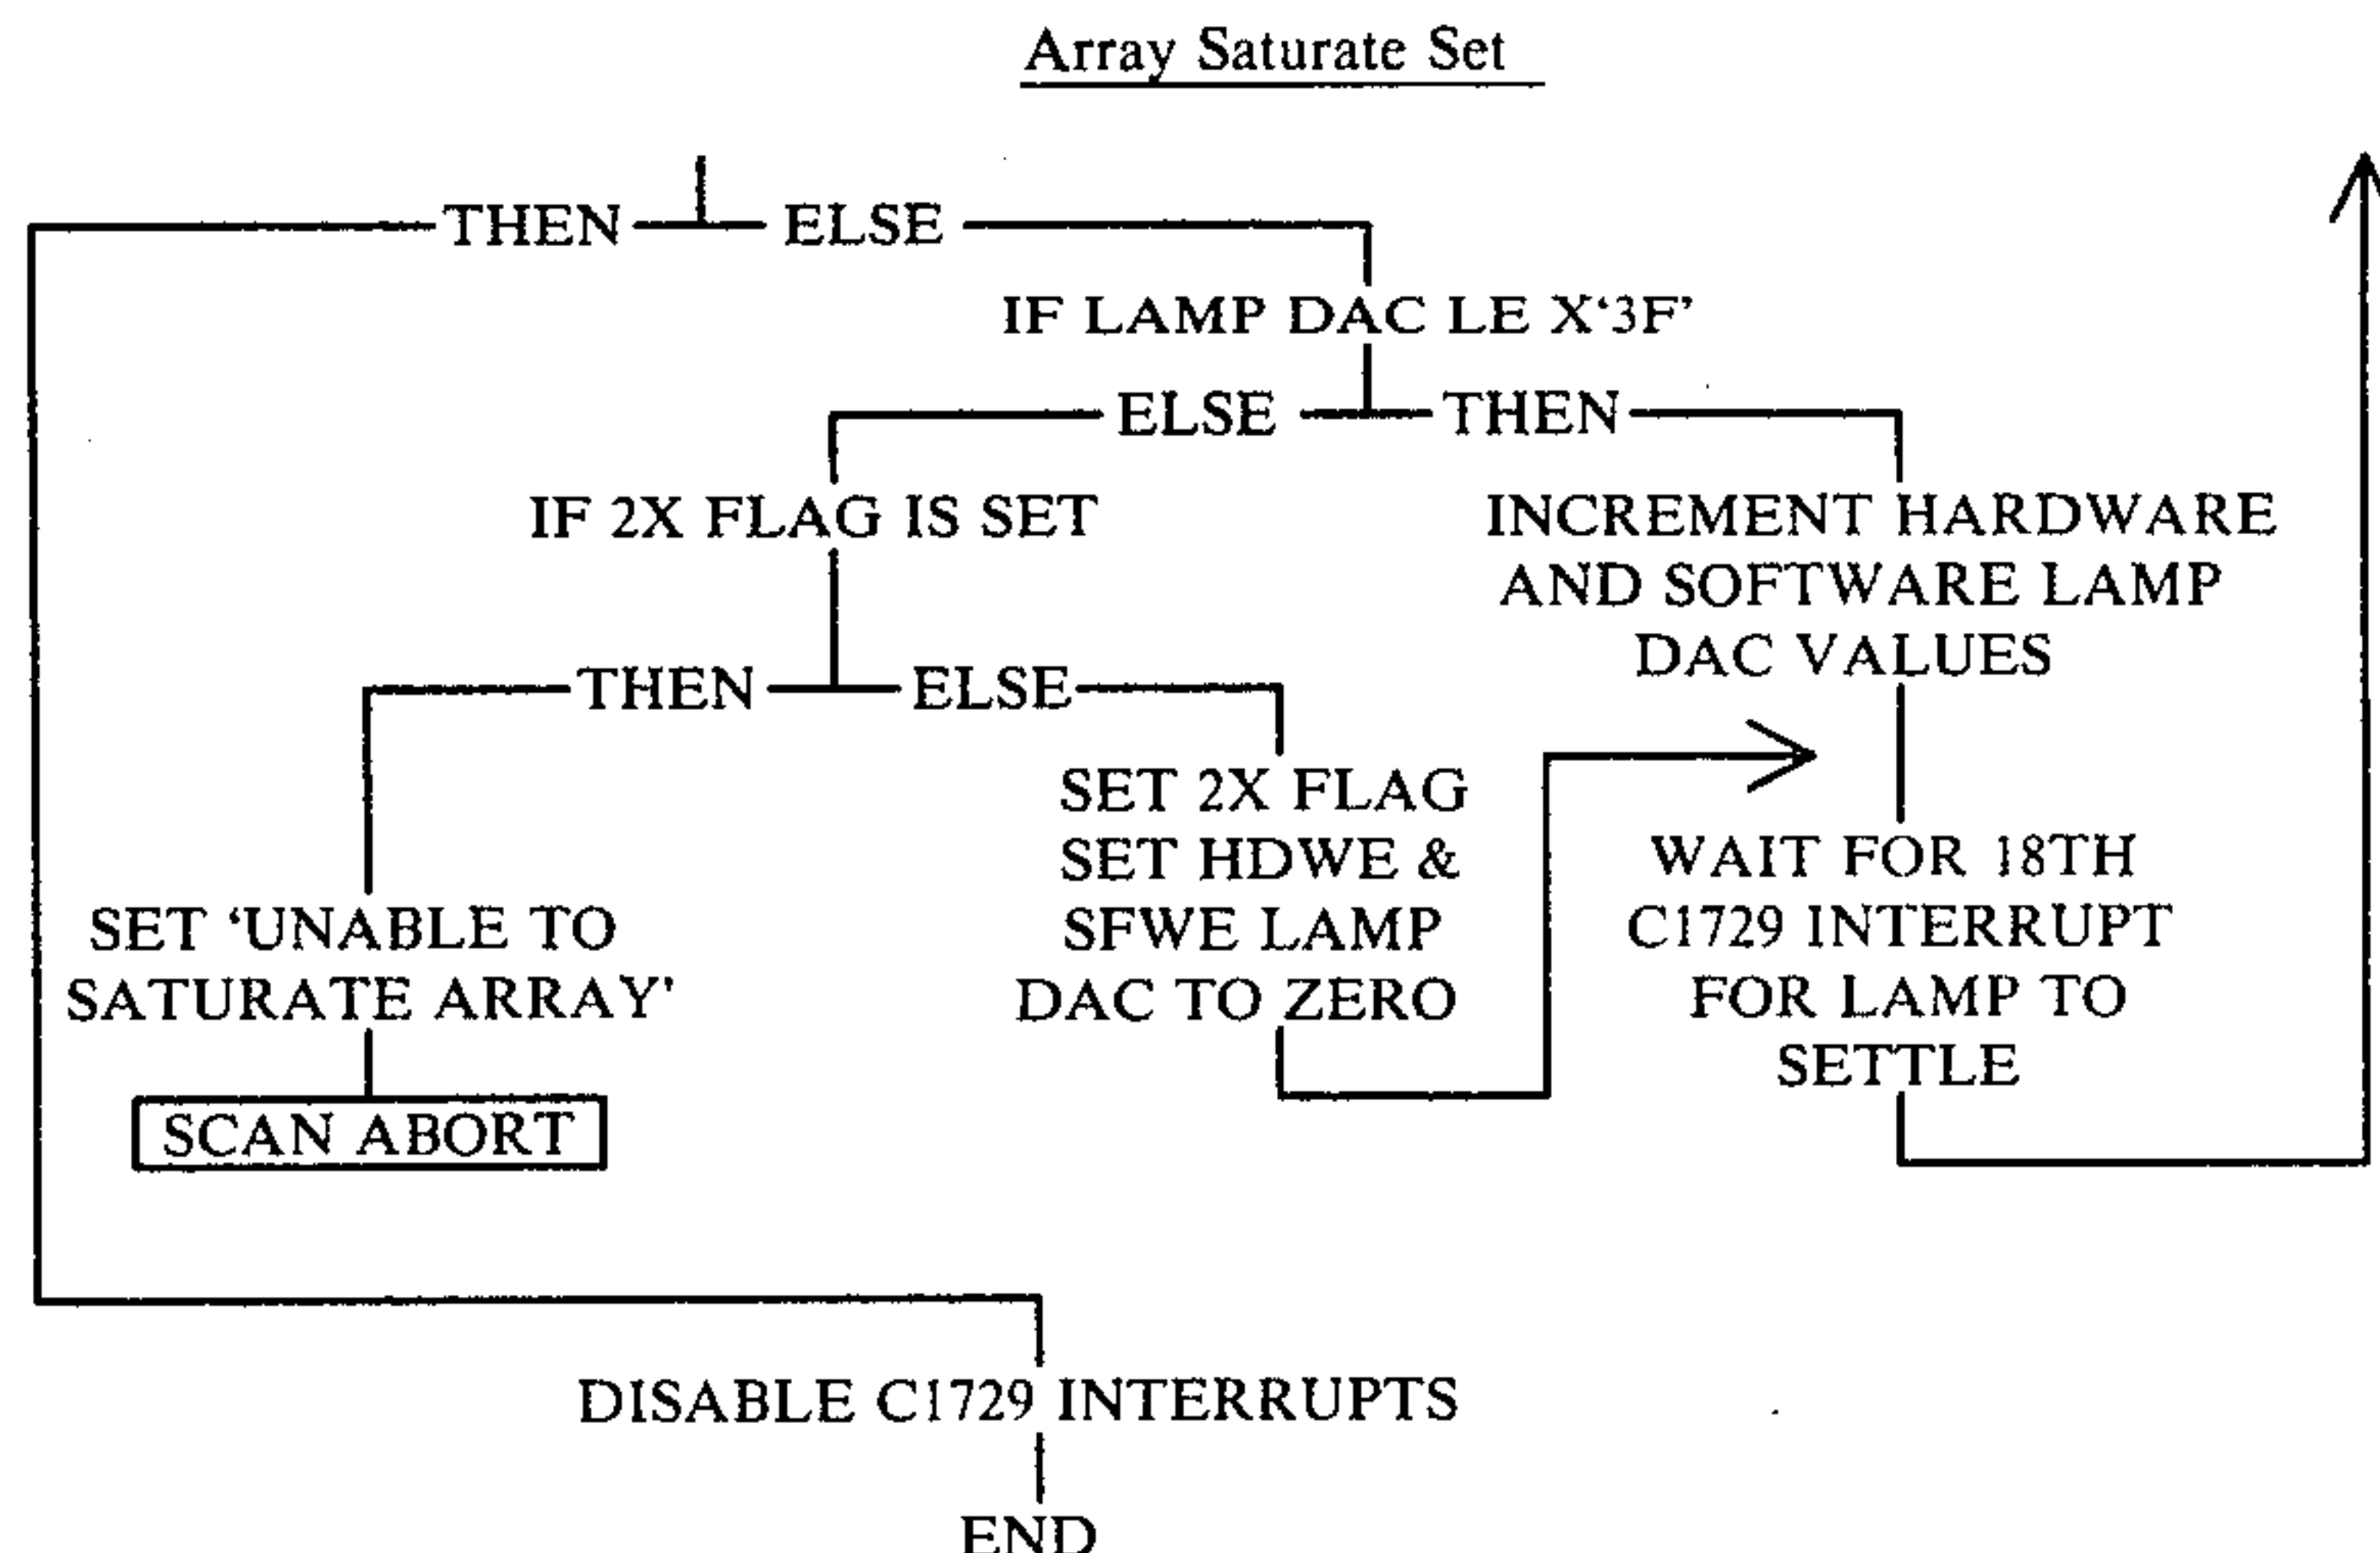 Array Saturate Set
THEN ELSE
IF LAMP DAC LE X‘3F’
ELSE THEN
IF 2X FLAG IS SET
INCREMENT HARDWARE
AND SOFTWARE LAMP
DAC VALUES
THEN ELSE
SET 2X FLAG
SET HDWE &
SFWE LAMP
DAC TO ZERO
WAIT FOR 18TH
C1729 INTERRUPT
FOR LAMP TO
SETTLE
SET ‘UNABLE TO
SATURATE ARRAY’
SCAN ABORT
DISABLE C1729 INTERRUPTS
END